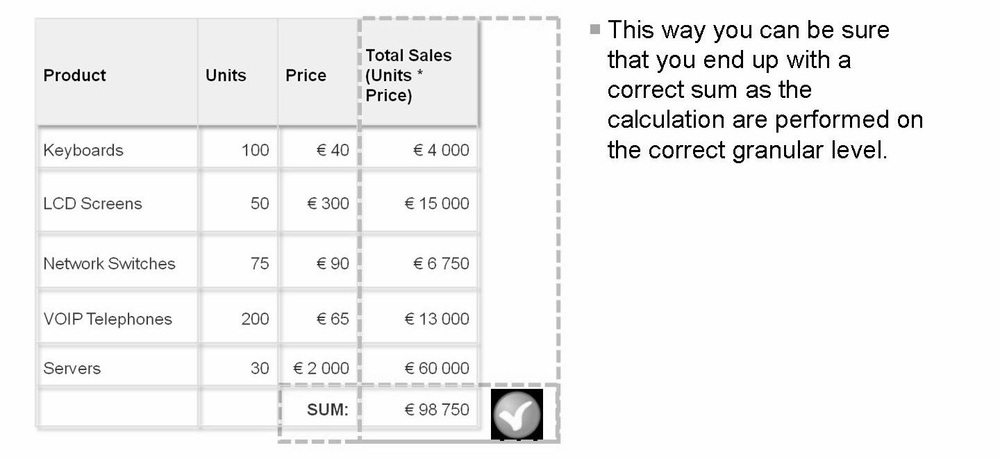 Product Units Price Total Sales
(Units *
Price)
Keyboards 100 € 40 € 4 000
LCD Screens 50 € 300 € 15 000
Network Switches 75 € 90 € 6 750
VOIP Telephones 200 € 65 € 13 000
Servers 30 € 2 000 € 60 000
SUM: € 98 750
This way you can be sure
that you end up with a
correct sum as the
calculation are performed on
the correct granular level.